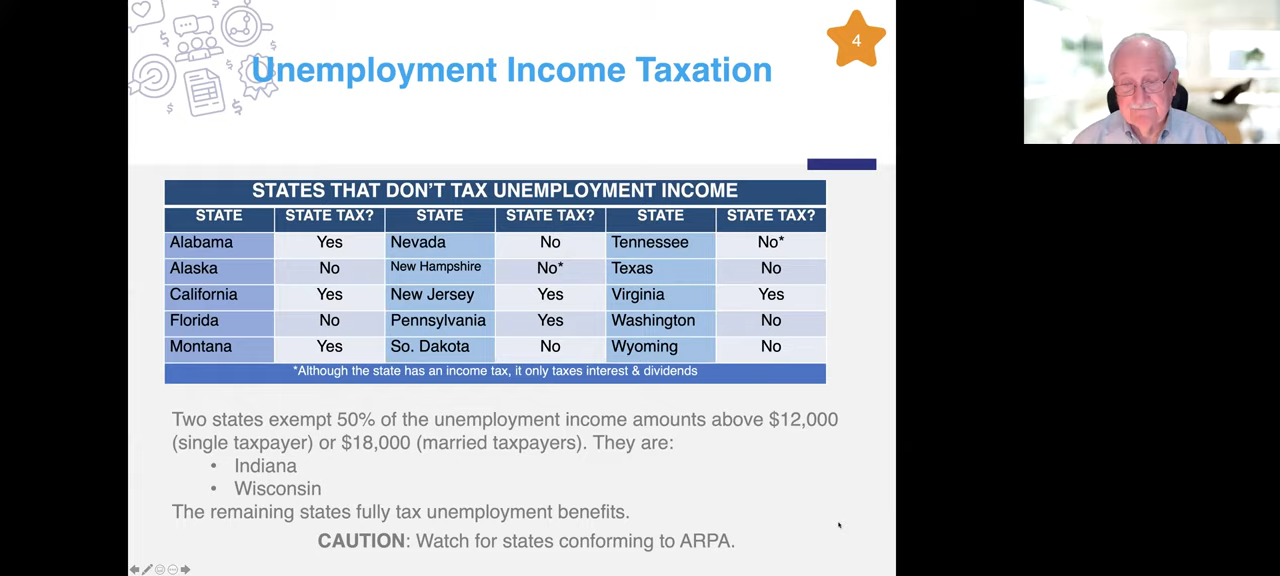 4
Unemployment Income Taxation
STATES THAT DON'T TAX UNEMPLOYMENT INCOME
STATE STATE TAX? STATE STATE TAX? STATE STATE TAX?
Alabama Yes Nevada No Tennessee No*
Alaska No New Hampshire No* Texas No
California Yes New Jersey Yes Virginia Yes
Florida No Pennsylvania Yes Washington No
Montana Yes So. Dakota No Wyoming No
*Although the state has an income tax, it only taxes interest & dividends
Two states exempt 50% of the unemployment income amounts above $12,000
(single taxpayer) or $18,000 (married taxpayers). They are:
• Indiana
• Wisconsin
The remaining states fully tax unemployment benefits.
CAUTION: Watch for states conforming to ARPA.